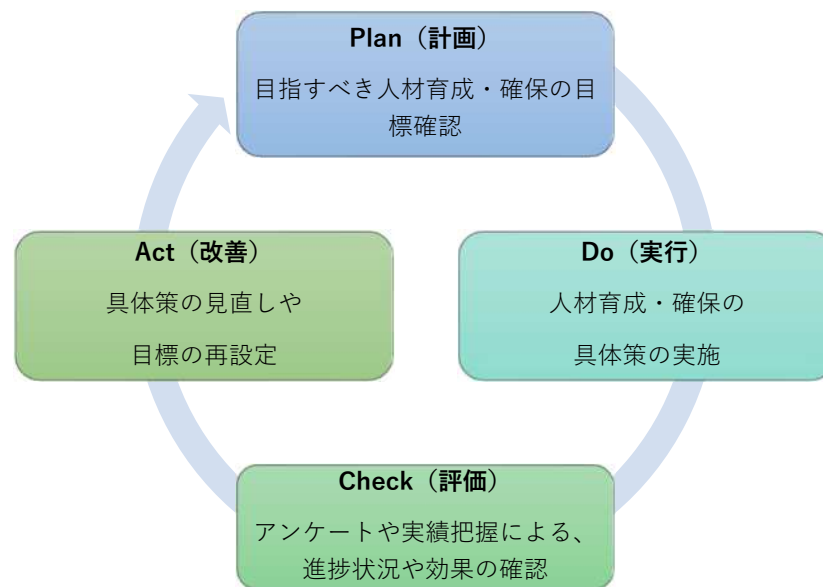 Plan（計画）
目指すべき人材育成・確保の目
標確認
Act（改善）
具体策の見直しや
目標の再設定
Do（実行）
人材育成・確保の
具体策の実施
Check（評価）
アンケートや実績把握による、
進捗状況や効果の確認